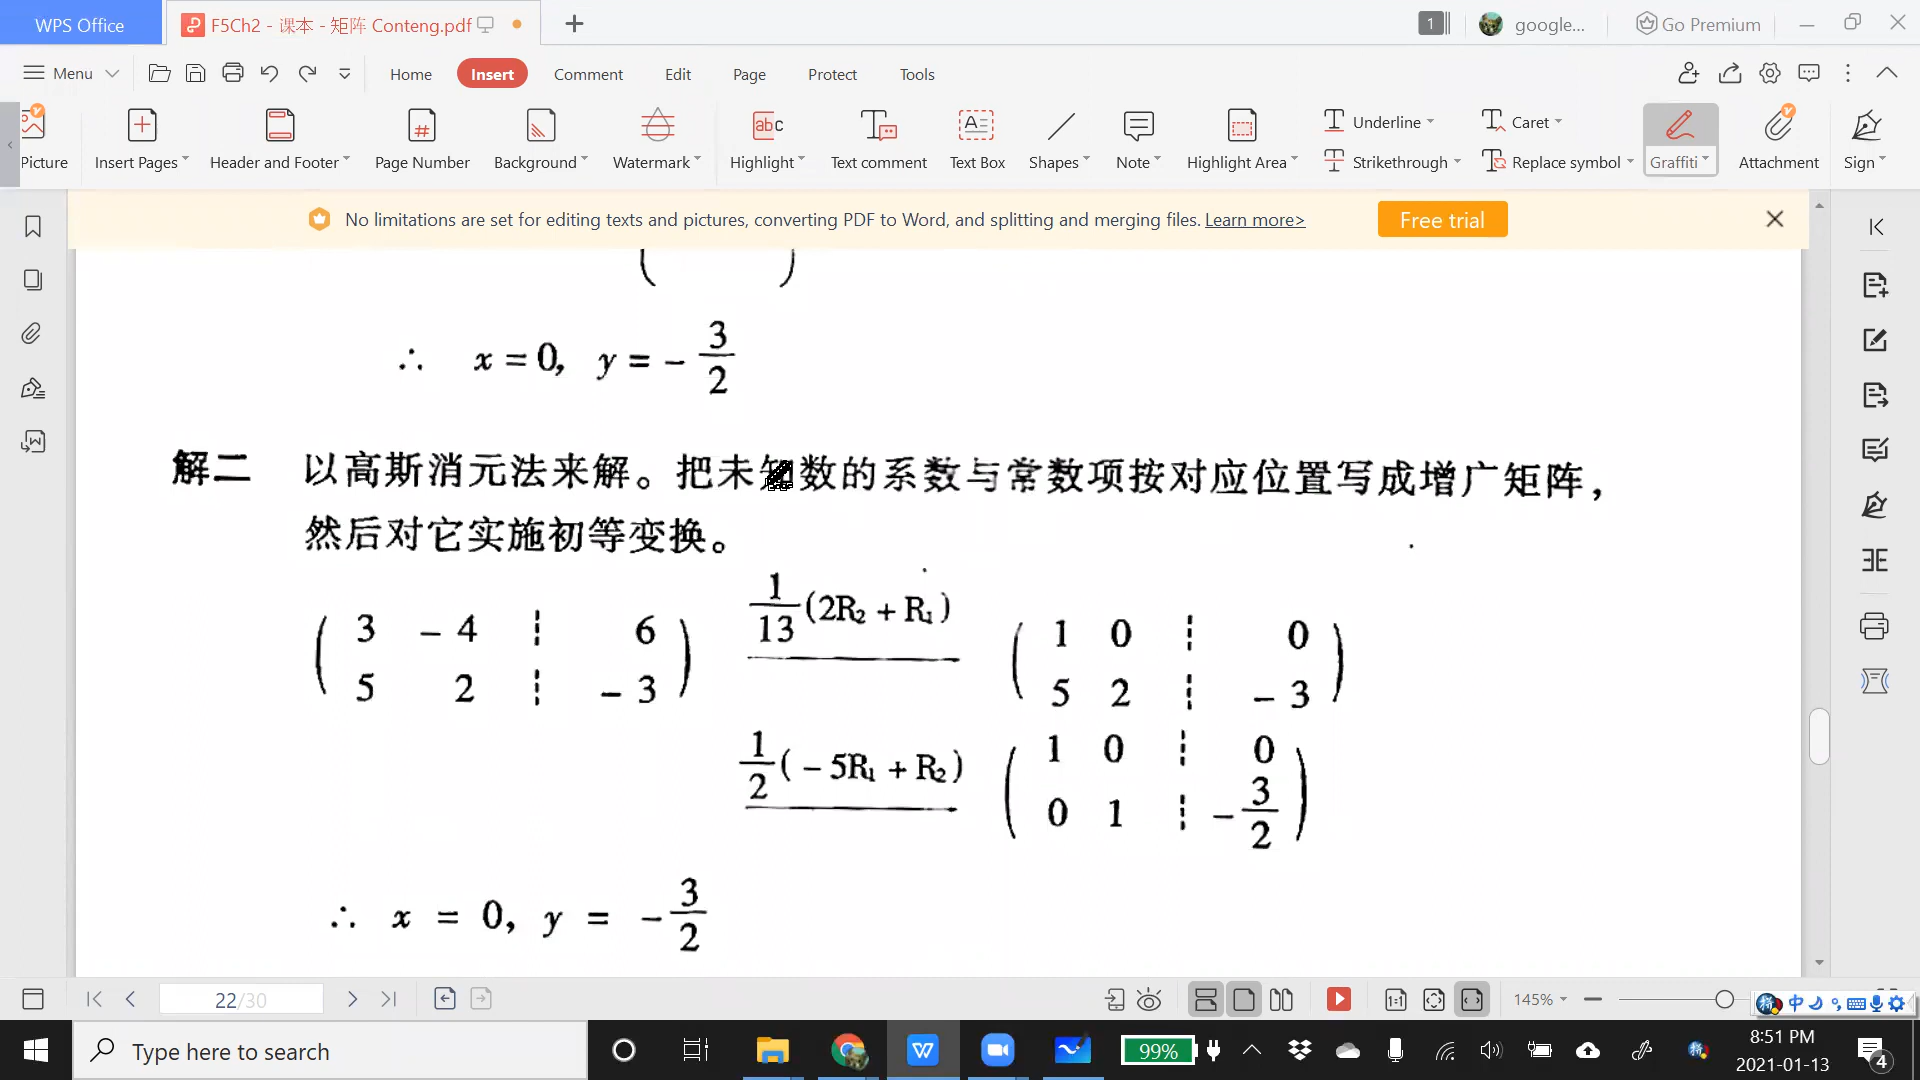 WPS Office
F5Ch2 - 课本 - 矩阵 Conteng.pdf
1
google...
Go Premium
Menu
Home
Insert
Comment
Edit
Page
Protect
Tools
Picture
Insert Pages
Header and Footer
Page Number
Background
Watermark
Highlight
Text comment
Text Box
Shapes
Note
Highlight Area
Underline
Strikethrough
Caret
Replace symbol
Graffiti
Attachment
Sign
No limitations are set for editing texts and pictures, converting PDF to Word, and splitting and merging files. Learn more>
Free trial
∴ x = 0, y = - 3/2
解二 以高斯消元法来解。把未知数的系数与常数项按对应位置写成增广矩阵，
然后对它实施初等变换。
( 3 - 4 ┊ 6
5 2 ┊ - 3 )
1/13 (2R₂ + R₁)
( 1 0 ┊ 0
5 2 ┊ - 3 )
1/2 ( - 5R₁ + R₂)
( 1 0 ┊ 0
0 1 ┊ - 3/2 )
∴ x = 0, y = - 3/2
22/30
145%
中
Type here to search
99%
8:51 PM
2021-01-13
4